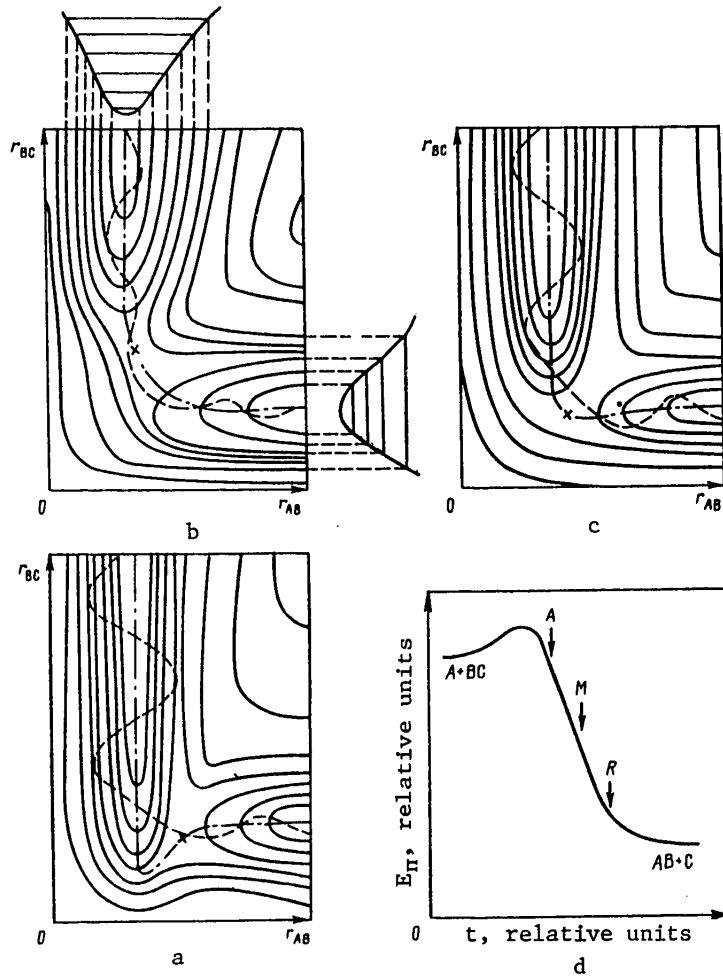 r_BC
0
r_AB
b
r_BC
0
r_AB
c
r_BC
0
r_AB
a
E_П, relative units
A+BC
A
M
R
AB+C
0
t, relative units
d